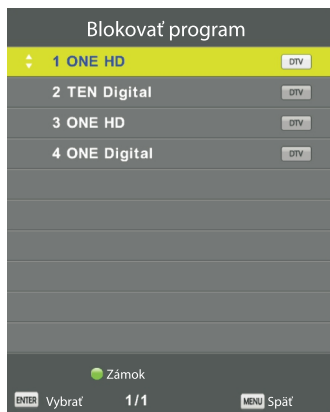 Blokovať program
1 ONE HD DTV
2 TEN Digital DTV
3 ONE HD DTV
4 ONE Digital DTV
Zámok
ENTER Vybrať 1/1 MENU Späť